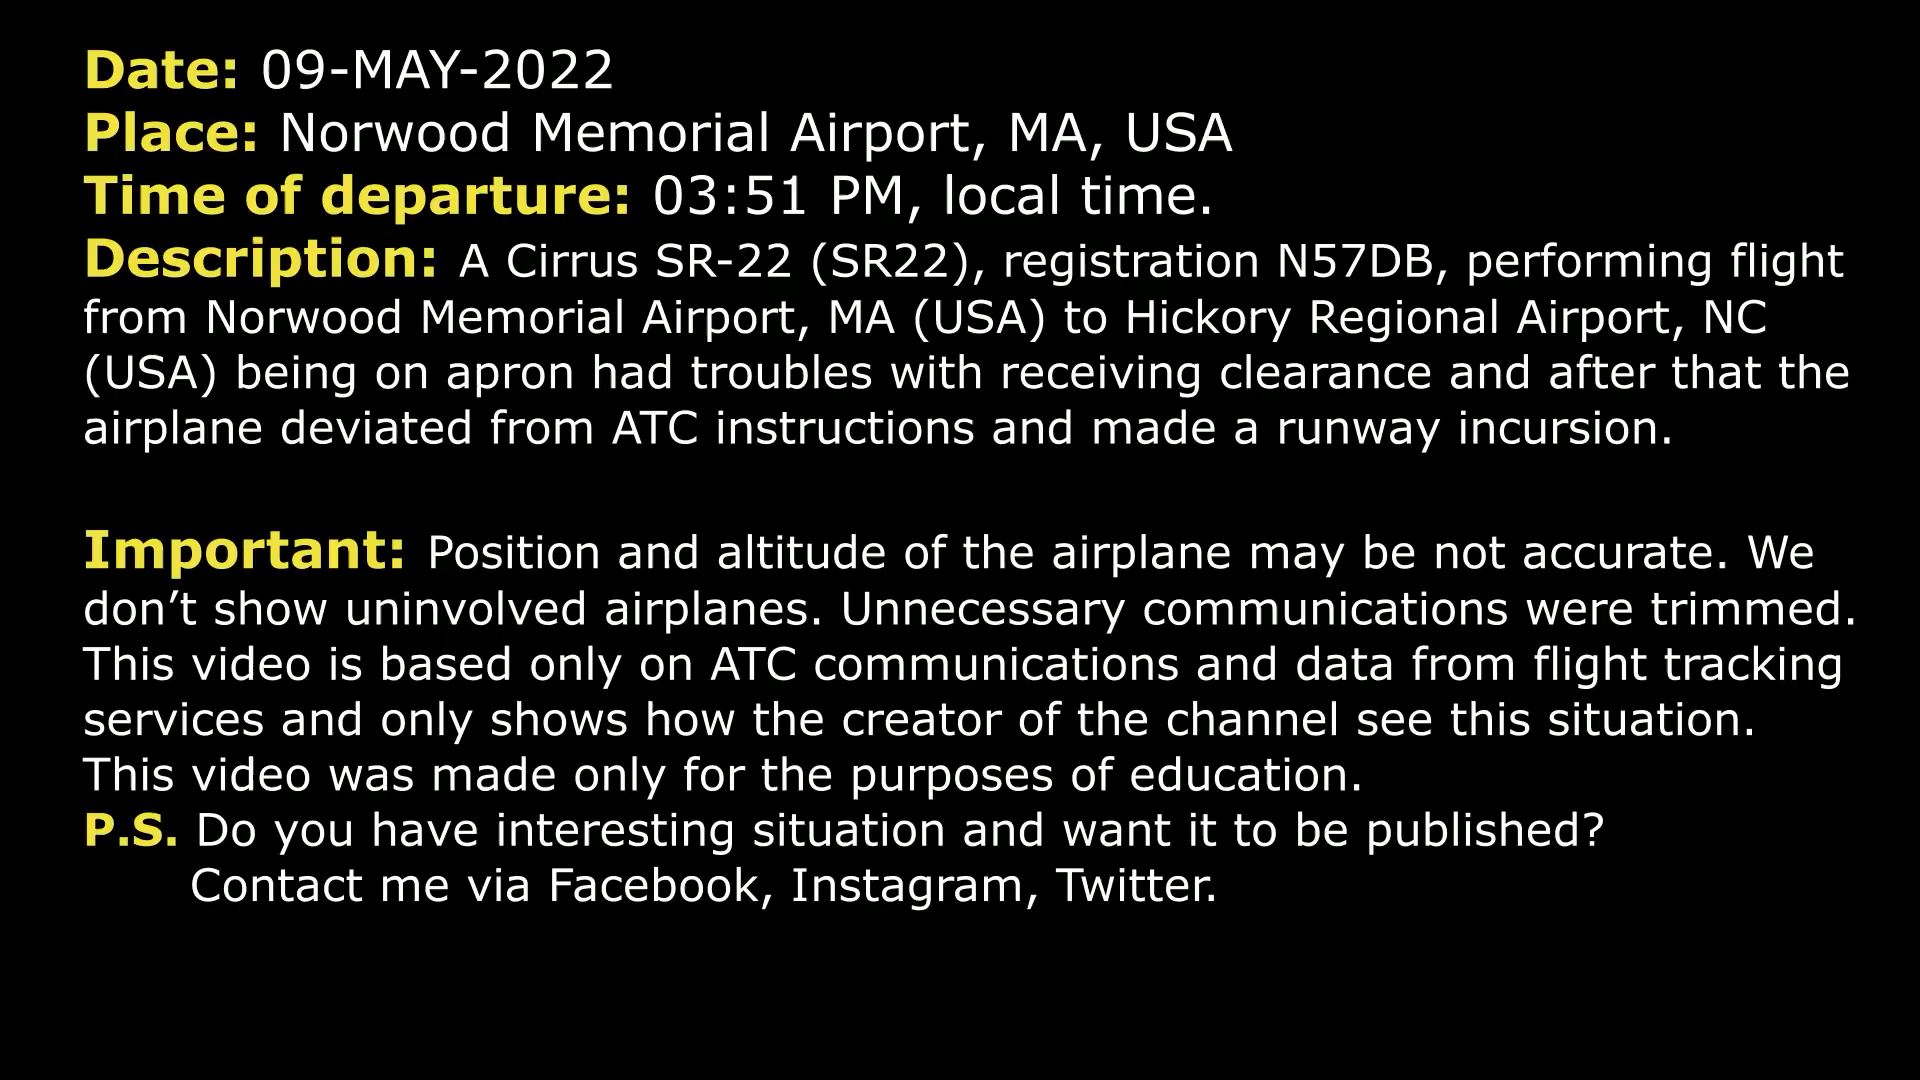 Date: 09-MAY-2022
Place: Norwood Memorial Airport, MA, USA
Time of departure: 03:51 PM, local time.
Description: A Cirrus SR-22 (SR22), registration N57DB, performing flight
from Norwood Memorial Airport, MA (USA) to Hickory Regional Airport, NC
(USA) being on apron had troubles with receiving clearance and after that the
airplane deviated from ATC instructions and made a runway incursion.
Important: Position and altitude of the airplane may be not accurate. We
don’t show uninvolved airplanes. Unnecessary communications were trimmed.
This video is based only on ATC communications and data from flight tracking
services and only shows how the creator of the channel see this situation.
This video was made only for the purposes of education.
P.S. Do you have interesting situation and want it to be published?
Contact me via Facebook, Instagram, Twitter.